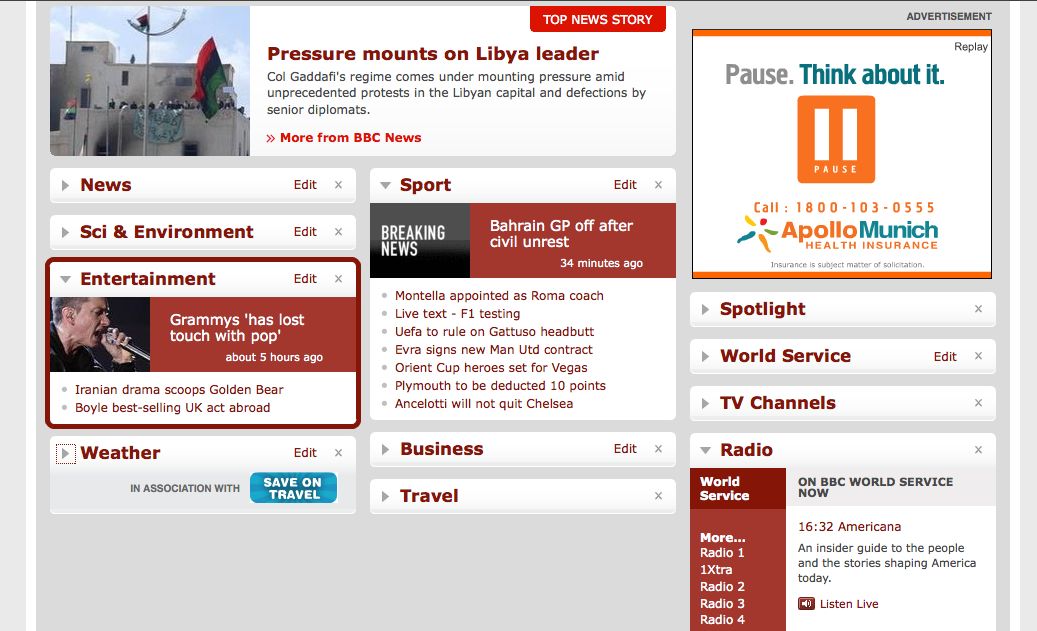 TOP NEWS STORY
Pressure mounts on Libya leader
Col Gaddafi's regime comes under mounting pressure amid
unprecedented protests in the Libyan capital and defections by
senior diplomats.
» More from BBC News
News Edit x
Sci & Environment Edit x
Entertainment Edit x
Grammys 'has lost
touch with pop'
about 5 hours ago
Iranian drama scoops Golden Bear
Boyle best-selling UK act abroad
Weather Edit x
IN ASSOCIATION WITH
SAVE ON
TRAVEL
Sport Edit x
BREAKING
NEWS
Bahrain GP off after
civil unrest
34 minutes ago
Montella appointed as Roma coach
Live text - F1 testing
Uefa to rule on Gattuso headbutt
Evra signs new Man Utd contract
Orient Cup heroes set for Vegas
Plymouth to be deducted 10 points
Ancelotti will not quit Chelsea
Business Edit x
Travel x
ADVERTISEMENT
Replay
Pause. Think about it.
PAUSE
Call : 1800-103-0555
ApolloMunich
HEALTH INSURANCE
Insurance is subject matter of solicitation.
Spotlight x
World Service Edit x
TV Channels x
Radio x
World
Service
More...
Radio 1
1Xtra
Radio 2
Radio 3
Radio 4
ON BBC WORLD SERVICE
NOW
16:32 Americana
An insider guide to the people
and the stories shaping America
today.
Listen Live